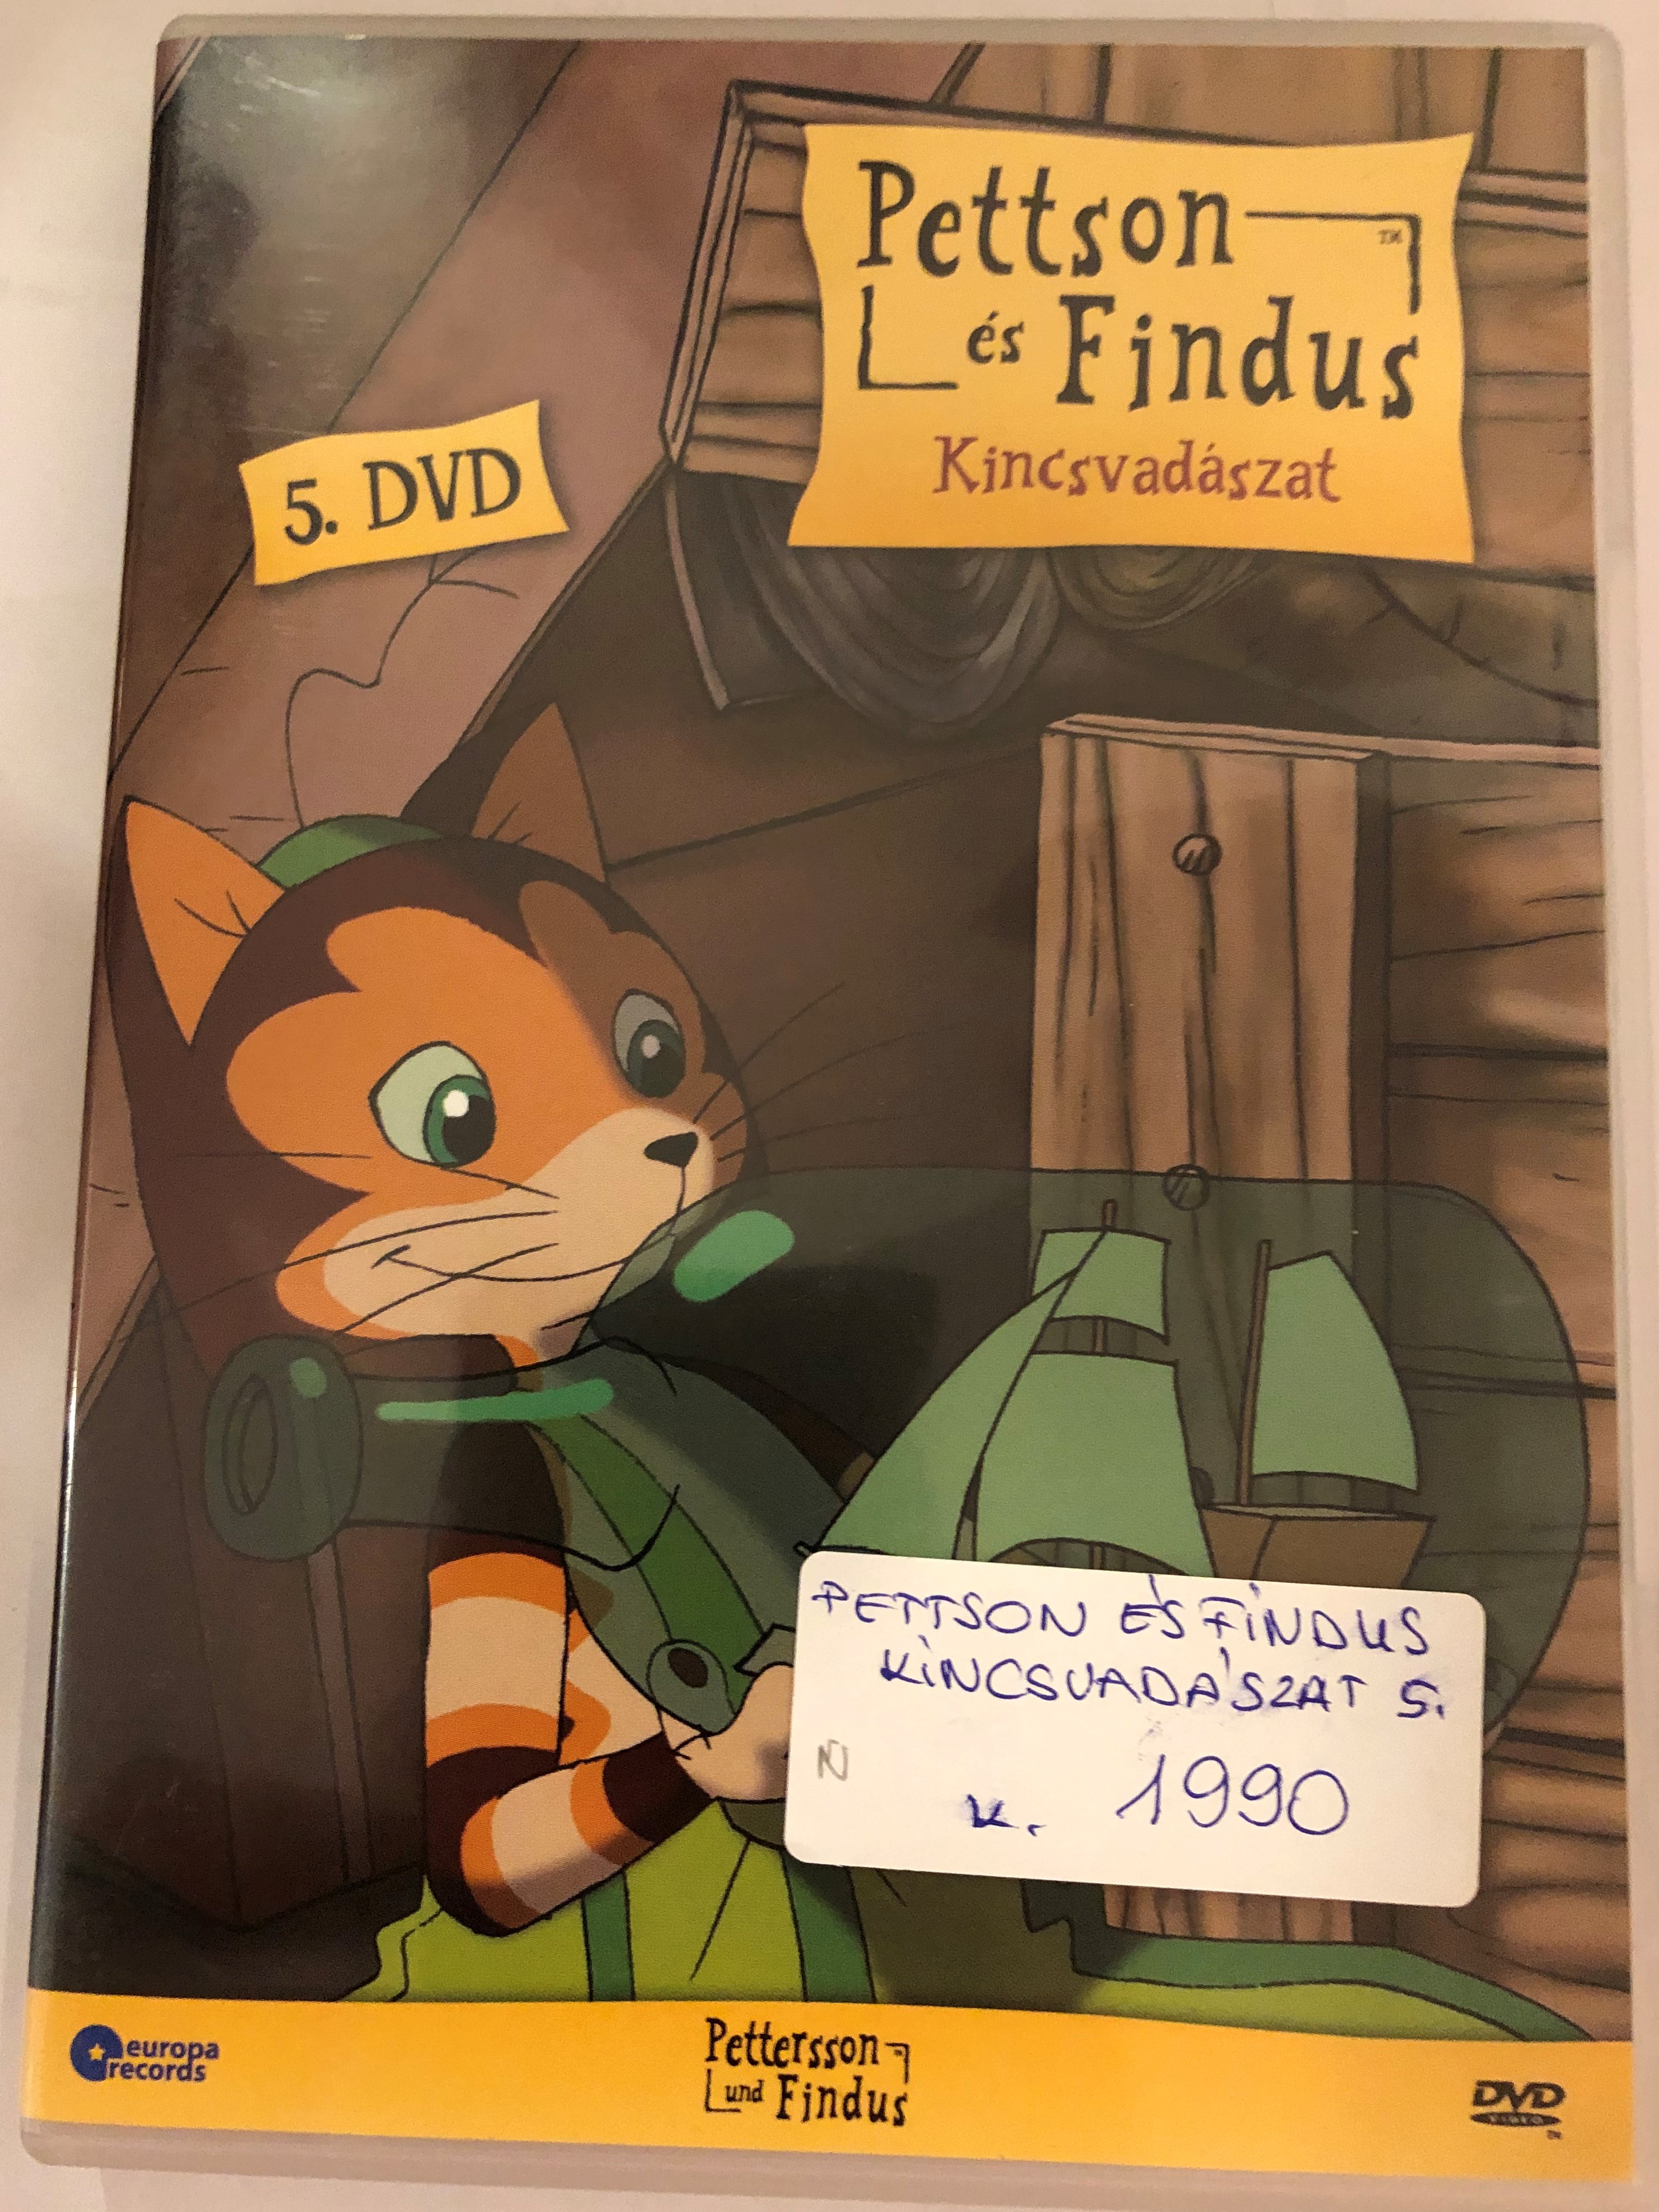 Pettson
és Findus
™
Kincsvadászat
5. DVD
PETTSON ÉS FINDUS
KINCSVADÁSZAT 5.
N
K. 1990
europa
records
Pettersson
und Findus
DVD
VIDEO
™